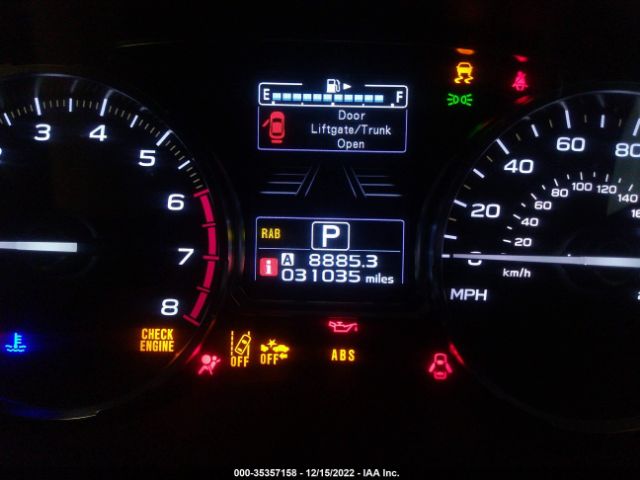 E F
Door
Liftgate/Trunk
Open
2 3 4 5 6 7 8
0 20 40 60 80
20 40 60 80 100 120 140
km/h
MPH
RAB P
i A 8885.3
031035 miles
CHECK
ENGINE
OFF OFF ABS
000-35357158 - 12/15/2022 - IAA Inc.